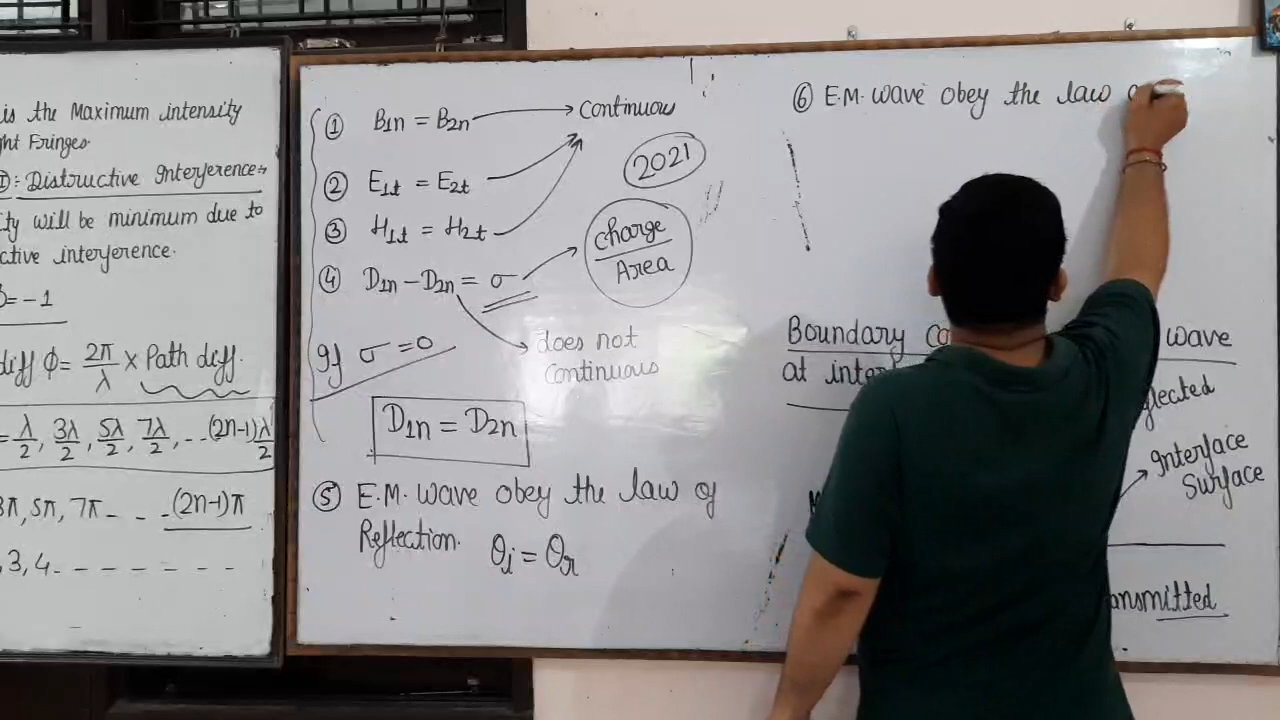 is the Maximum intensity
ght Fringes.
: Distructive Interference:
ty will be minimum due to
ctive interference.
= -1
diff ϕ = 2π/λ × Path diff.
= λ/2, 3λ/2, 5λ/2, 7λ/2, .. (2n-1)λ/2
3π, 5π, 7π - - - (2n-1)π
, 3, 4 - - - - - - -
① B1n = B2n → Continuous
② E1t = E2t
③ H1t = H2t
2021
④ D1n - D2n = σ → Charge/Area
does not
Continuous
If σ = 0
D1n = D2n
⑤ E.M. wave obey the law of
Reflection. θi = θr
⑥ E.M. wave obey the law
Boundary wave
at
flected
Interface
Surface
ansmitted